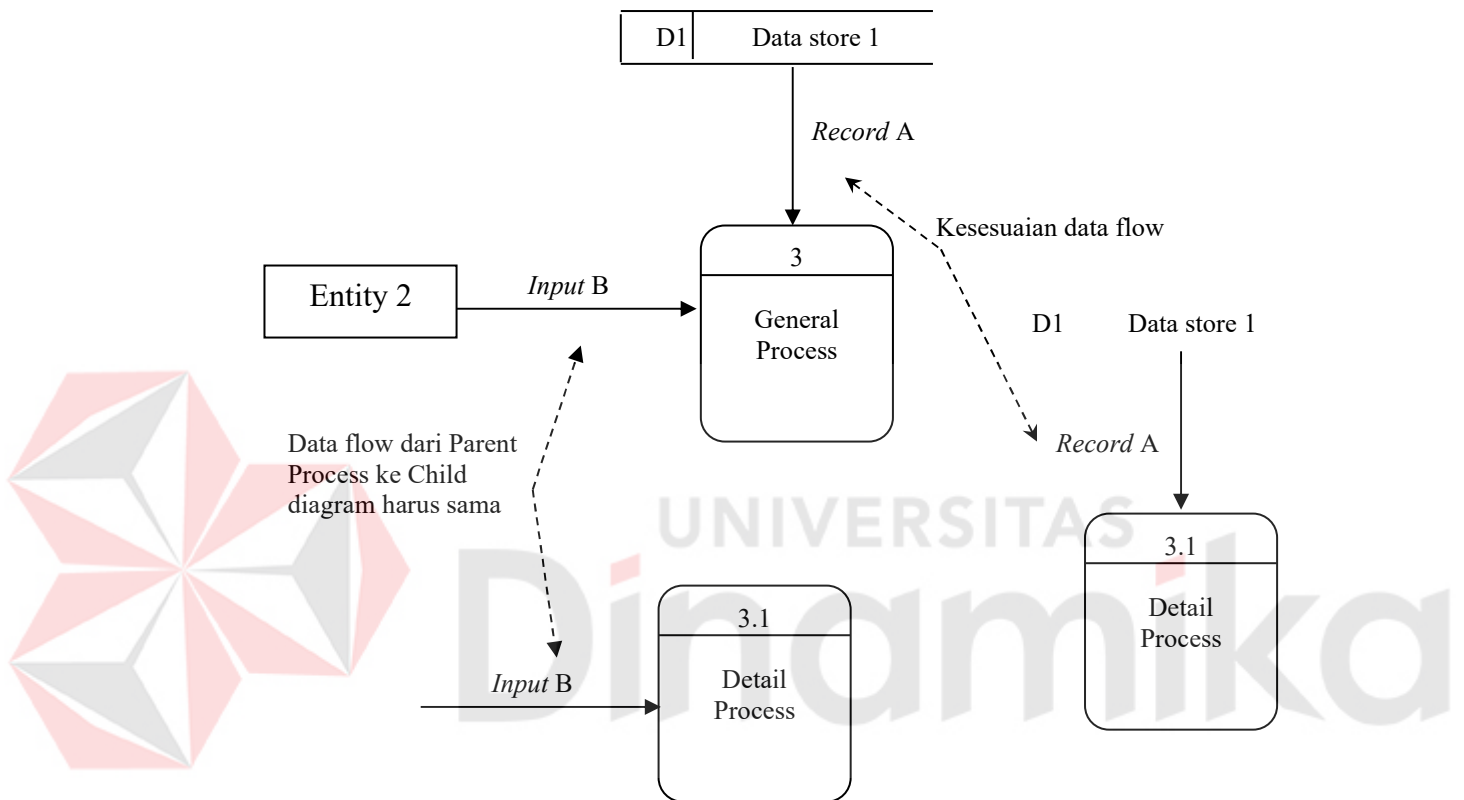 D1 Data store 1
Record A
Kesesuaian data flow
3
Input B
Entity 2
General
Process
D1 Data store 1
Data flow dari Parent
Process ke Child
diagram harus sama
Record A
UNIVERSITAS
Dinamika
3.1
Detail
Process
3.1
Input B
Detail
Process